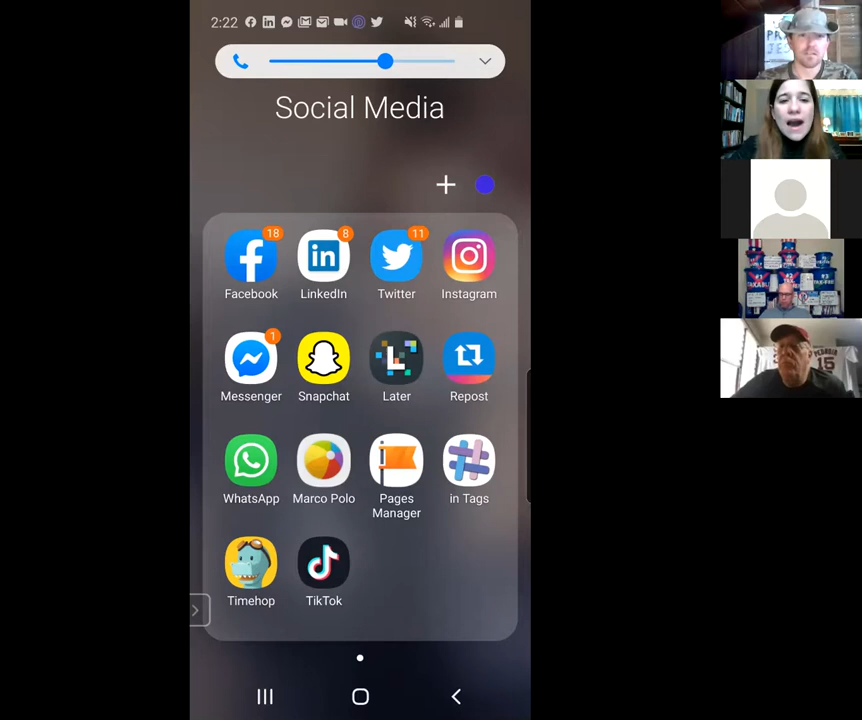 2:22
Social Media
18
8
11
Facebook
LinkedIn
Twitter
Instagram
1
Messenger
Snapchat
Later
Repost
WhatsApp
Marco Polo
Pages
Manager
in Tags
Timehop
TikTok